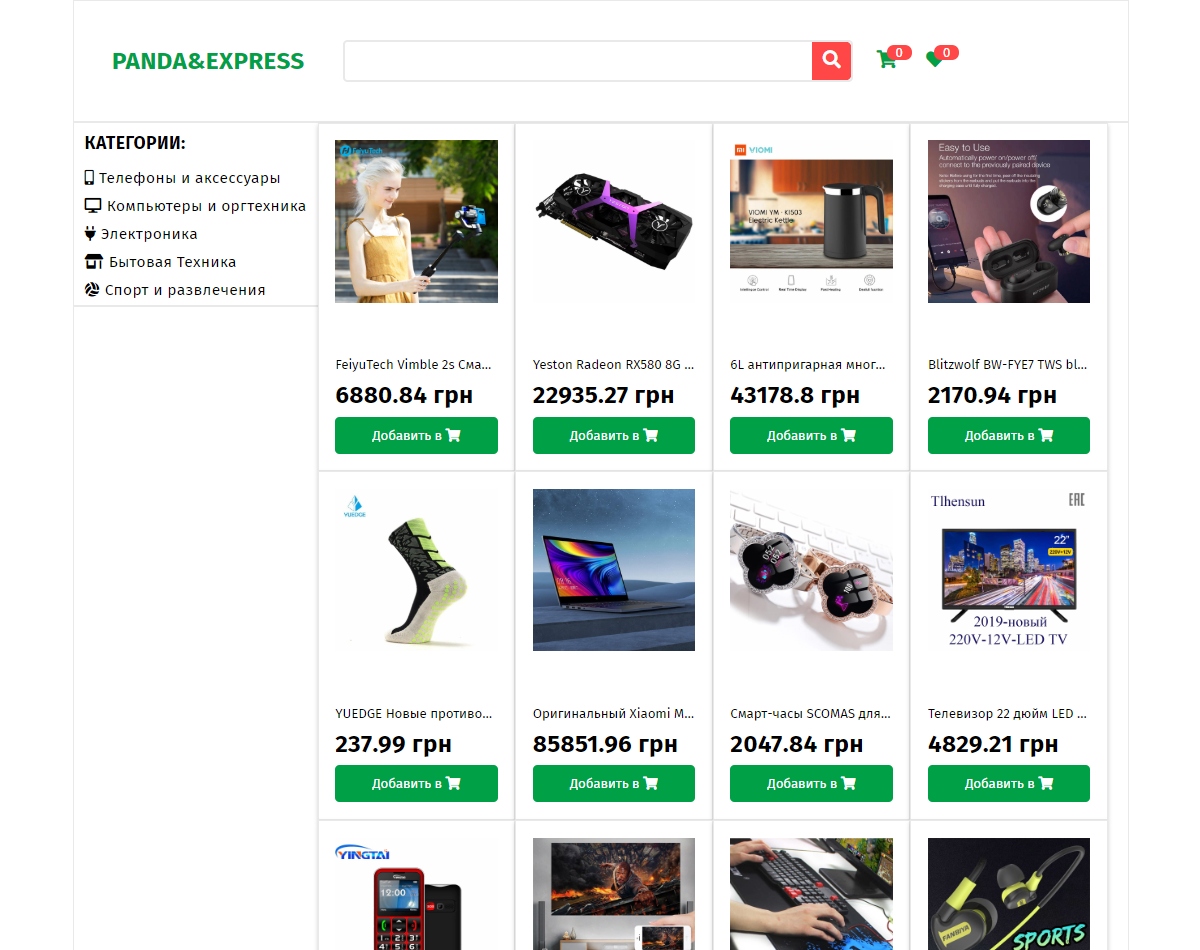 PANDA&EXPRESS
0
0
КАТЕГОРИИ:
Телефоны и аксессуары
Компьютеры и оргтехника
Электроника
Бытовая Техника
Спорт и развлечения
FeiyuTech
FeiyuTech Vimble 2s Сма...
6880.84 грн
Добавить в
Yeston Radeon RX580 8G ...
22935.27 грн
Добавить в
VIOMI
VIOMI YM - K1503
Electric Kettle
6L антипригарная мног...
43178.8 грн
Добавить в
Easy to Use
Automatically power on/power off/
connect to the previously paired device
Blitzwolf BW-FYE7 TWS bl...
2170.94 грн
Добавить в
YUEDGE
YUEDGE Новые противо...
237.99 грн
Добавить в
Оригинальный Xiaomi M...
85851.96 грн
Добавить в
Смарт-часы SCOMAS для...
2047.84 грн
Добавить в
Tlhensun
EAC
22"
220V+12V
2019-новый
220V-12V-LED TV
Телевизор 22 дюйм LED ...
4829.21 грн
Добавить в
YINGTAI
12:00
FANBIYA
SPORTS